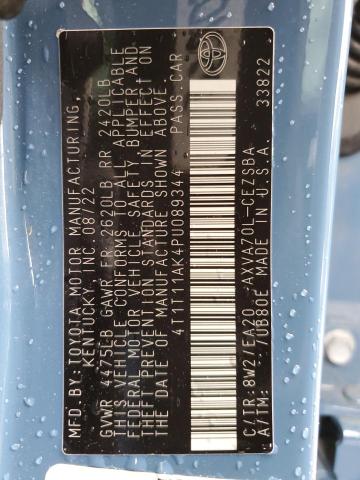 MFD. BY: TOYOTA MOTOR MANUFACTURING,
KENTUCKY, INC. 08/22
GVWR 4475LB GAWR FR 2620LB RR 2420LB
THIS VEHICLE CONFORMS TO ALL APPLICABLE
FEDERAL MOTOR VEHICLE SAFETY, BUMPER AND
THEFT PREVENTION STANDARDS IN EFFECT ON
THE DATE OF MANUFACTURE SHOWN ABOVE.
4T1T11AK4PU089344 PASS.CAR
C/TR:8W2/EA20 -AXVA70L-CEZSBA
A/TM: /UB80E MADE IN U.S.A. 33822